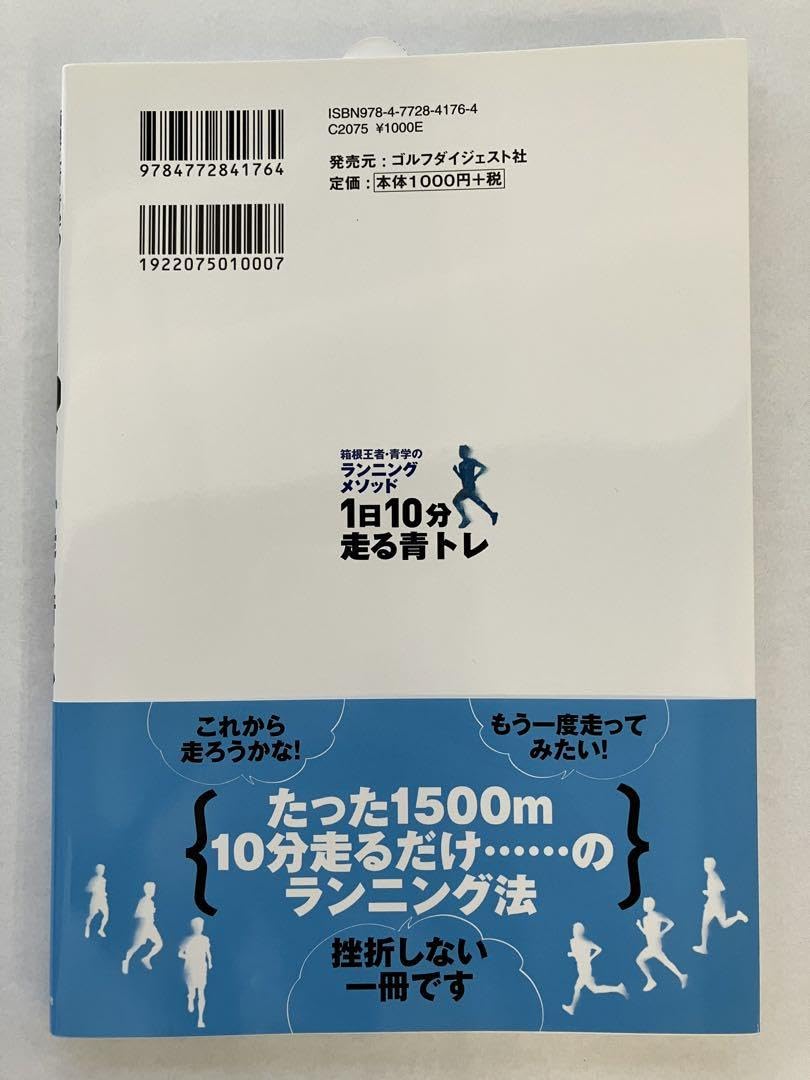 ISBN978-4-7728-4176-4
C2075 ¥1000E
発売元：ゴルフダイジェスト社
定価：本体1000円+税
9784772841764
1922075010007
箱根王者・青学の
ランニング
メソッド
1日10分
走る青トレ
これから
走ろうかな!
もう一度走って
みたい!
たった1500m
10分走るだけ……の
ランニング法
挫折しない
一冊です